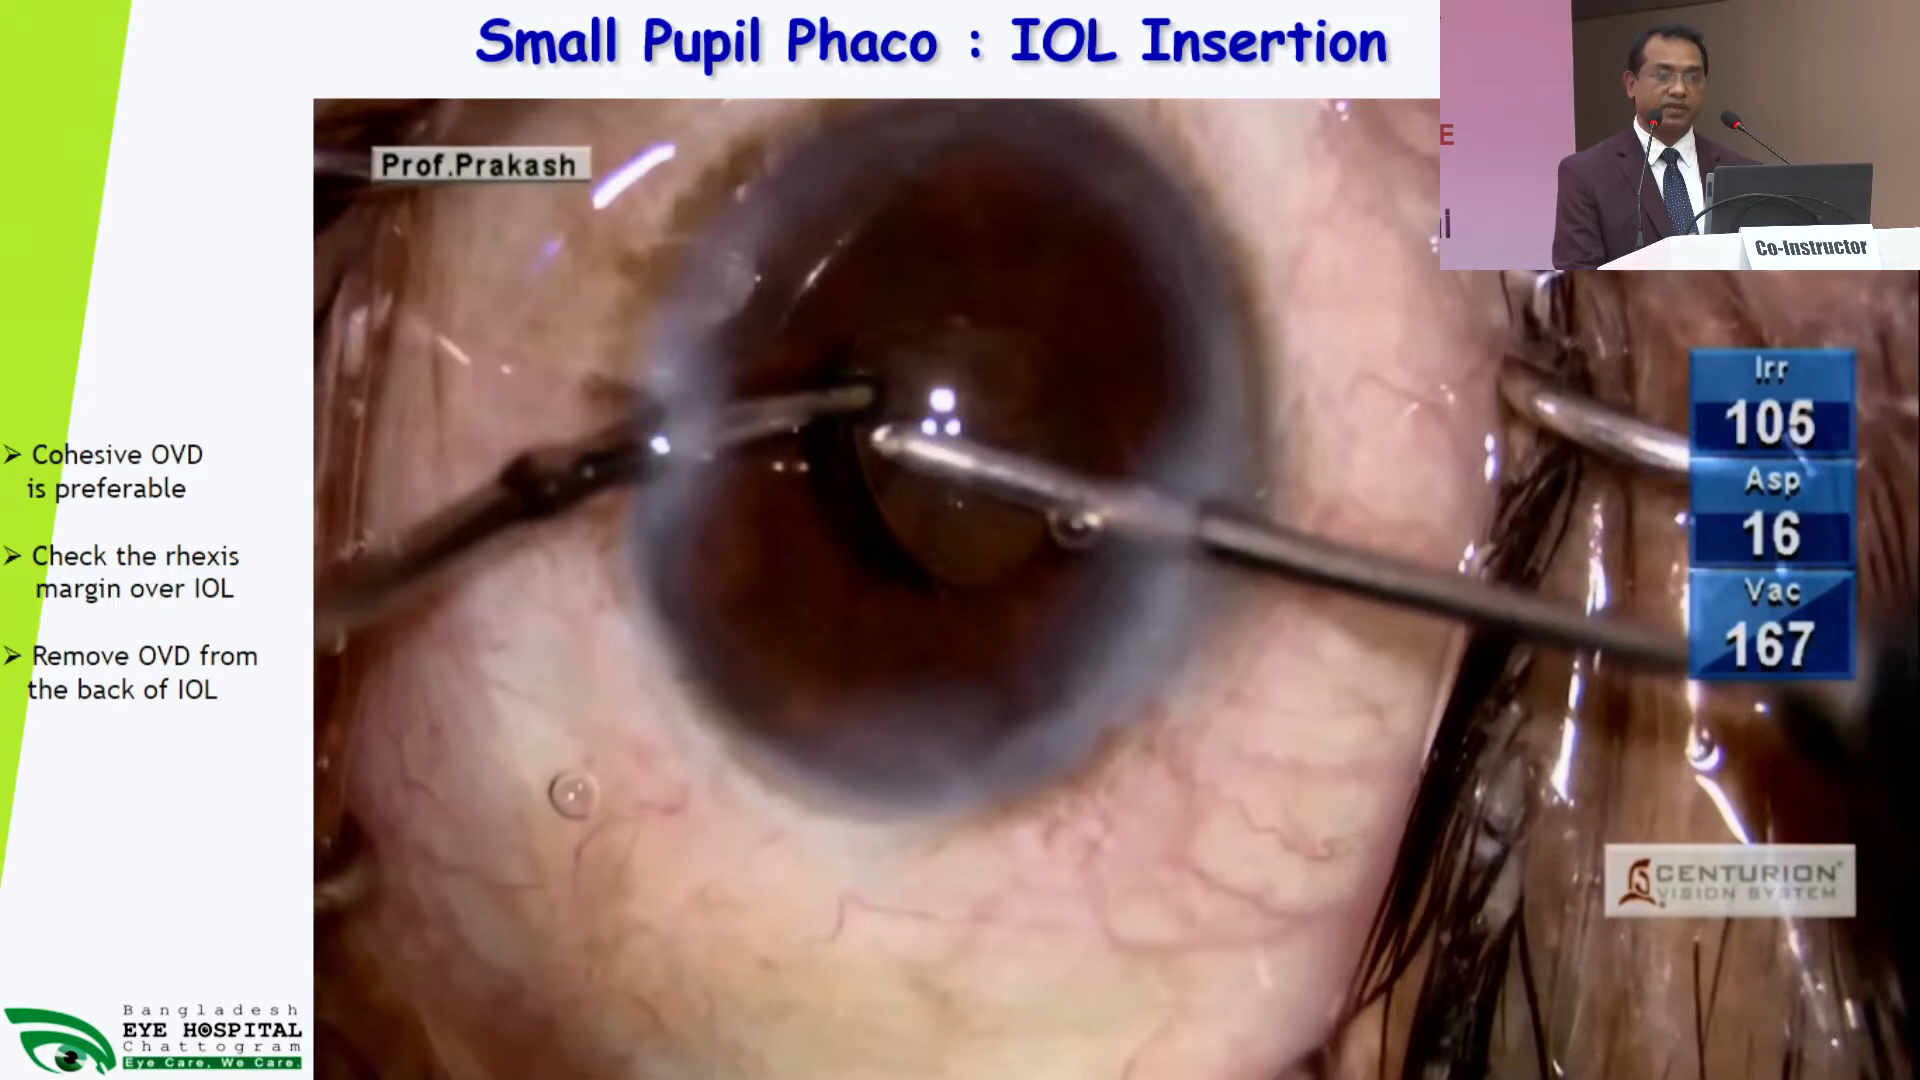 Small Pupil Phaco : IOL Insertion
Prof.Prakash
E
i
Co-Instructor
Irr
105
Asp
16
Vac
167
➢ Cohesive OVD
is preferable
➢ Check the rhexis
margin over IOL
➢ Remove OVD from
the back of IOL
CENTURION
VISION SYSTEM
Bangladesh
EYE HOSPITAL
Chattogram
Eye Care, We Care.